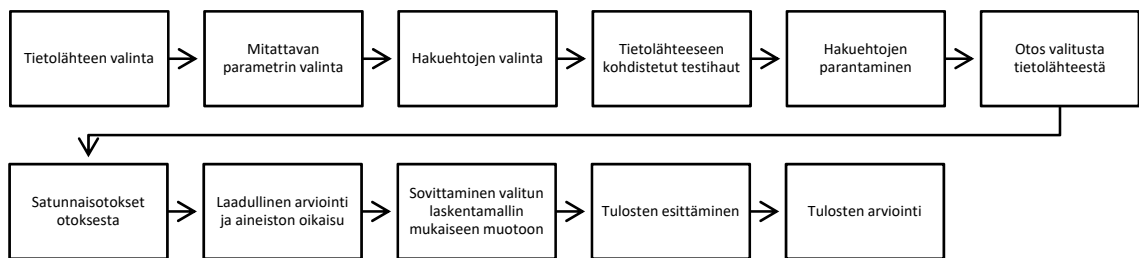 Tietolähteen valinta
Mitattavan
parametrin valinta
Hakuehtojen valinta
Tietolähteeseen
kohdistetut testihaut
Hakuehtojen
parantaminen
Otos valitusta
tietolähteestä
Satunnaisotokset
otoksesta
Laadullinen arviointi
ja aineiston oikaisu
Sovittaminen valitun
laskentamallin
mukaiseen muotoon
Tulosten esittäminen
Tulosten arviointi